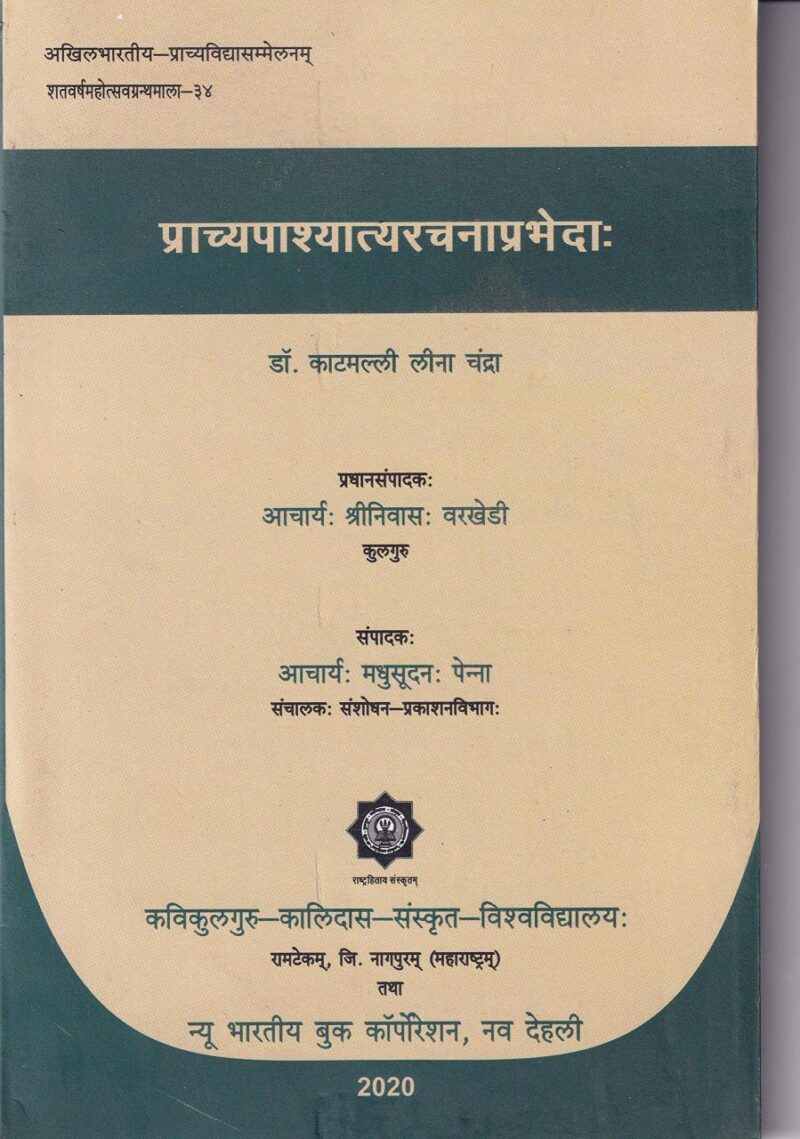 अखिलभारतीय–प्राच्यविद्यासम्मेलनम्
शतवर्षमहोत्सवग्रन्थमाला–३४
प्राच्यपाश्यात्यरचनाप्रभेदाः
डॉ. काटमल्ली लीना चंद्रा
प्रधानसंपादकः
आचार्यः श्रीनिवासः वरखेडी
कुलगुरु
संपादकः
आचार्यः मधुसूदनः पेन्ना
संचालकः संशोधन–प्रकाशनविभागः
राष्ट्रहिताय संस्कृतम्
कविकुलगुरु–कालिदास–संस्कृत–विश्वविद्यालयः
रामटेकम्, जि. नागपुरम् (महाराष्ट्रम्)
तथा
न्यू भारतीय बुक कॉर्पोरेशन, नव देहली
2020